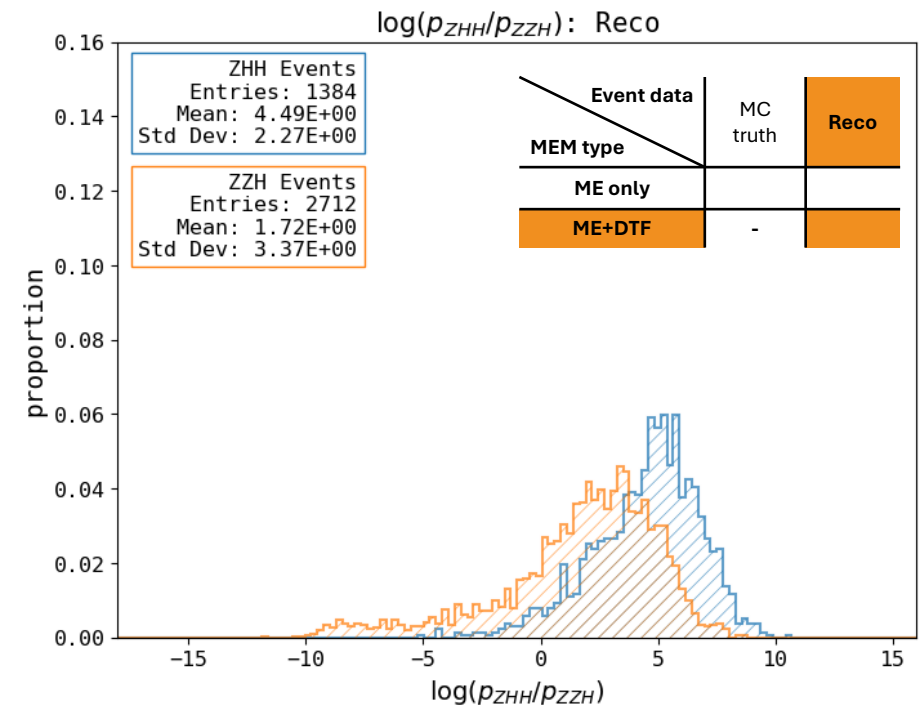 log(p_ZHH/p_ZZH): Reco
0.16
0.14
0.12
0.10
0.08
0.06
0.04
0.02
0.00
proportion
ZHH Events
Entries: 1384
Mean: 4.49E+00
Std Dev: 2.27E+00
ZZH Events
Entries: 2712
Mean: 1.72E+00
Std Dev: 3.37E+00
Event data
MEM type
MC
truth
Reco
ME only
ME+DTF
-
−15
−10
−5
0
5
10
15
log(p_ZHH/p_ZZH)